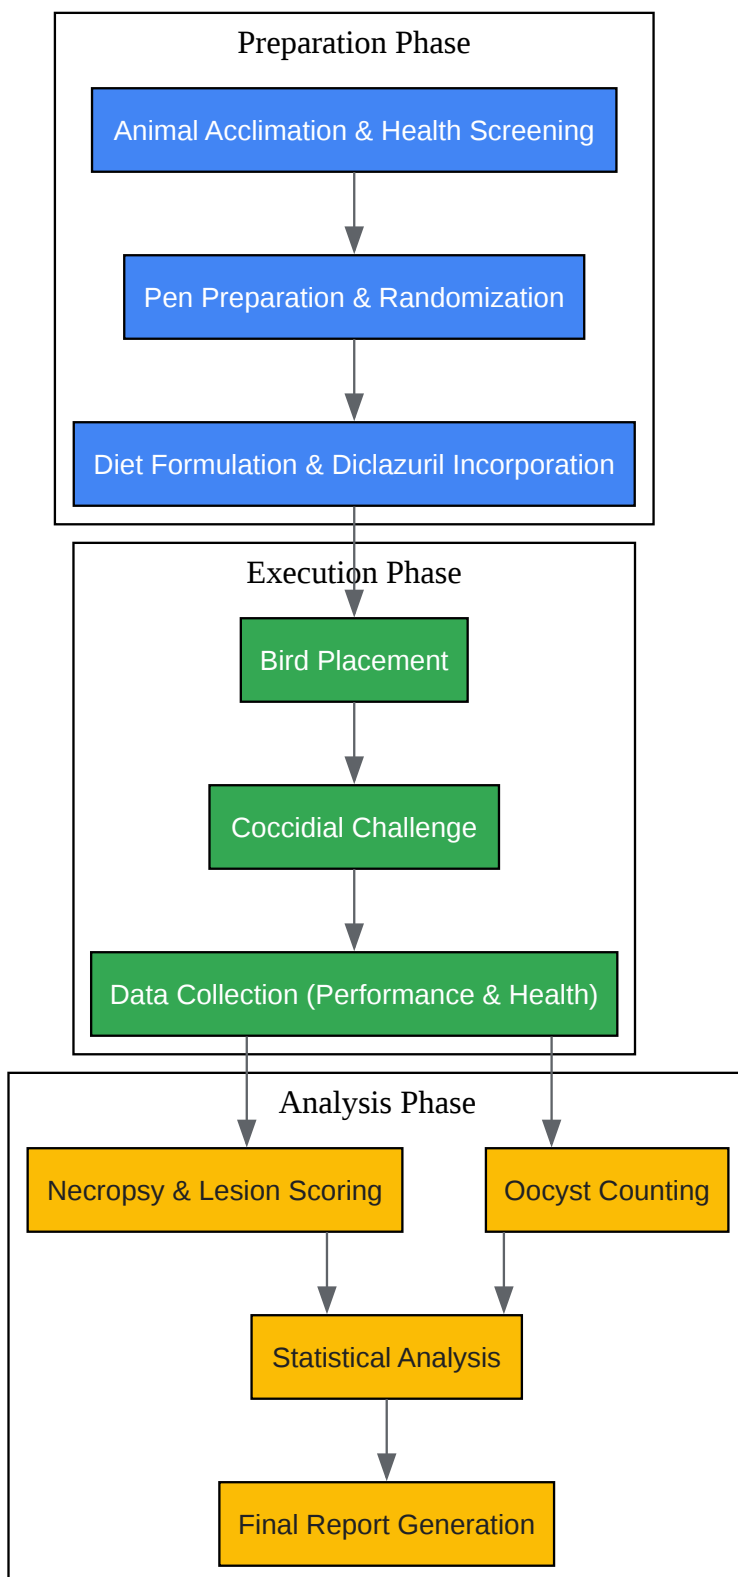 Preparation Phase
Animal Acclimation & Health Screening
Pen Preparation & Randomization
Diet Formulation & Diclazuril Incorporation
Execution Phase
Bird Placement
Coccidial Challenge
Data Collection (Performance & Health)
Analysis Phase
Necropsy & Lesion Scoring
Oocyst Counting
Statistical Analysis
Final Report Generation